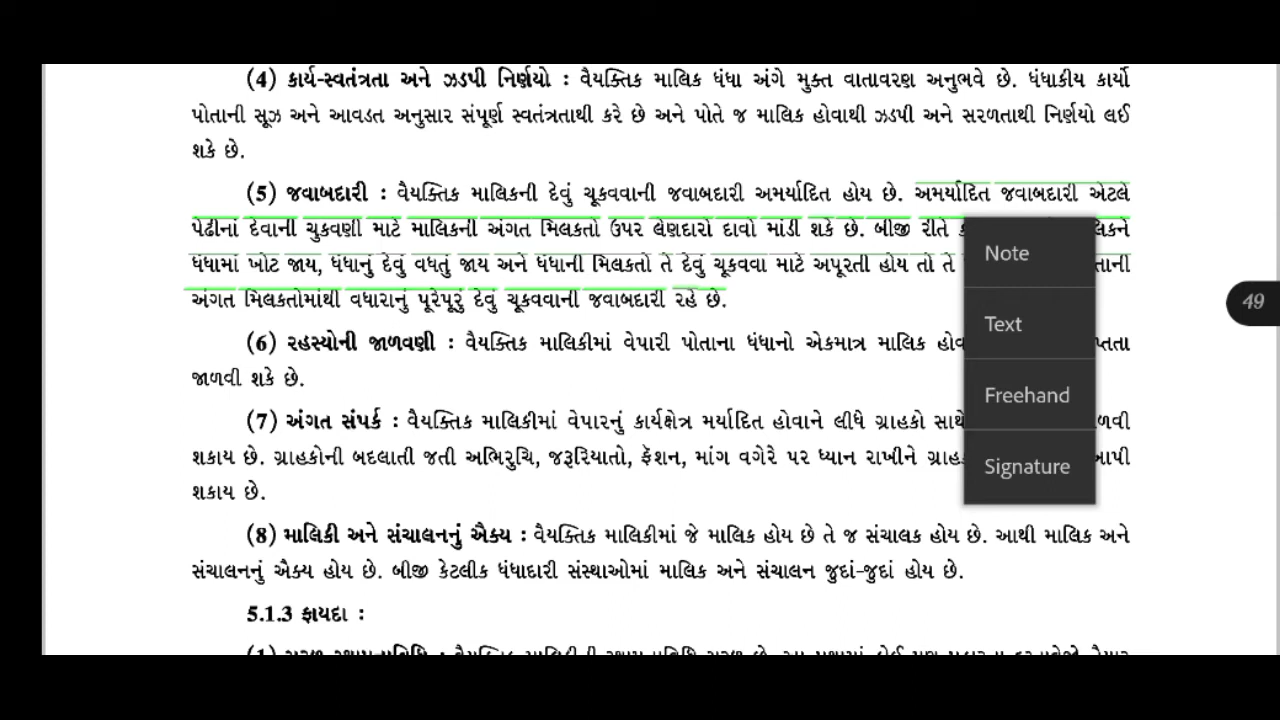 (4) કાર્ય-સ્વતંત્રતા અને ઝડપી નિર્ણયો : વૈયક્તિક માલિક ધંધા અંગે મુક્ત વાતાવરણ અનુભવે છે. ધંધાકીય કાર્યો
પોતાની સૂઝ અને આવડત અનુસાર સંપૂર્ણ સ્વતંત્રતાથી કરે છે અને પોતે જ માલિક હોવાથી ઝડપી અને સરળતાથી નિર્ણયો લઈ
શકે છે.
(5) જવાબદારી : વૈયક્તિક માલિકની દેવું ચૂકવવાની જવાબદારી અમર્યાદિત હોય છે. અમર્યાદિત જવાબદારી એટલે
પેઢીનાં દેવાની ચુકવણી માટે માલિકની અંગત મિલકતો ઉપર લેણદારો દાવો માંડી શકે છે. બીજી રીતે
ધંધામાં ખોટ જાય, ધંધાનું દેવું વધતું જાય અને ધંધાની મિલકતો તે દેવું ચૂકવવા માટે અપૂરતી હોય તો તે
અંગત મિલકતોમાંથી વધારાનું પૂરેપૂરું દેવું ચૂકવવાની જવાબદારી રહે છે.
(6) રહસ્યોની જાળવણી : વૈયક્તિક માલિકીમાં વેપારી પોતાના ધંધાનો એકમાત્ર માલિક
જાળવી શકે છે.
(7) અંગત સંપર્ક : વૈયક્તિક માલિકીમાં વેપારનું કાર્યક્ષેત્ર મર્યાદિત હોવાને લીધે ગ્રાહકો સાથે
શકાય છે. ગ્રાહકોની બદલાતી જતી અભિરુચિ, જરૂરિયાતો, ફૅશન, માંગ વગેરે પર ધ્યાન રાખીને આપી
શકાય છે.
(8) માલિકી અને સંચાલનનું ઐક્ય : વૈયક્તિક માલિકીમાં જે માલિક હોય છે તે જ સંચાલક હોય છે. આથી માલિક અને
સંચાલનનું ઐક્ય હોય છે. બીજી કેટલીક ધંધાદારી સંસ્થાઓમાં માલિક અને સંચાલન જુદાં-જુદાં હોય છે.
5.1.3 ફાયદા :
Note
Text
Freehand
Signature
49